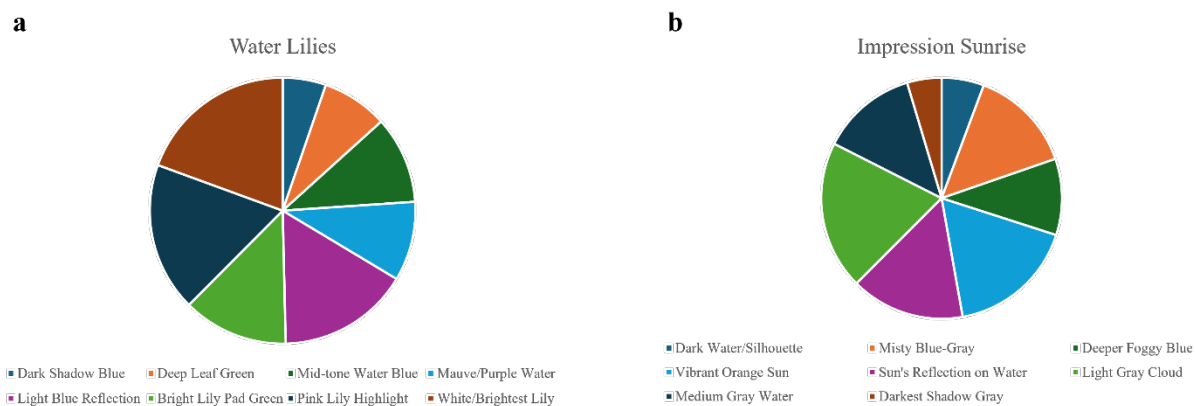 a
Water Lilies
Dark Shadow Blue
Deep Leaf Green
Mid-tone Water Blue
Mauve/Purple Water
Light Blue Reflection
Bright Lily Pad Green
Pink Lily Highlight
White/Brightest Lily
b
Impression Sunrise
Dark Water/Silhouette
Misty Blue-Gray
Deeper Foggy Blue
Vibrant Orange Sun
Sun's Reflection on Water
Light Gray Cloud
Medium Gray Water
Darkest Shadow Gray